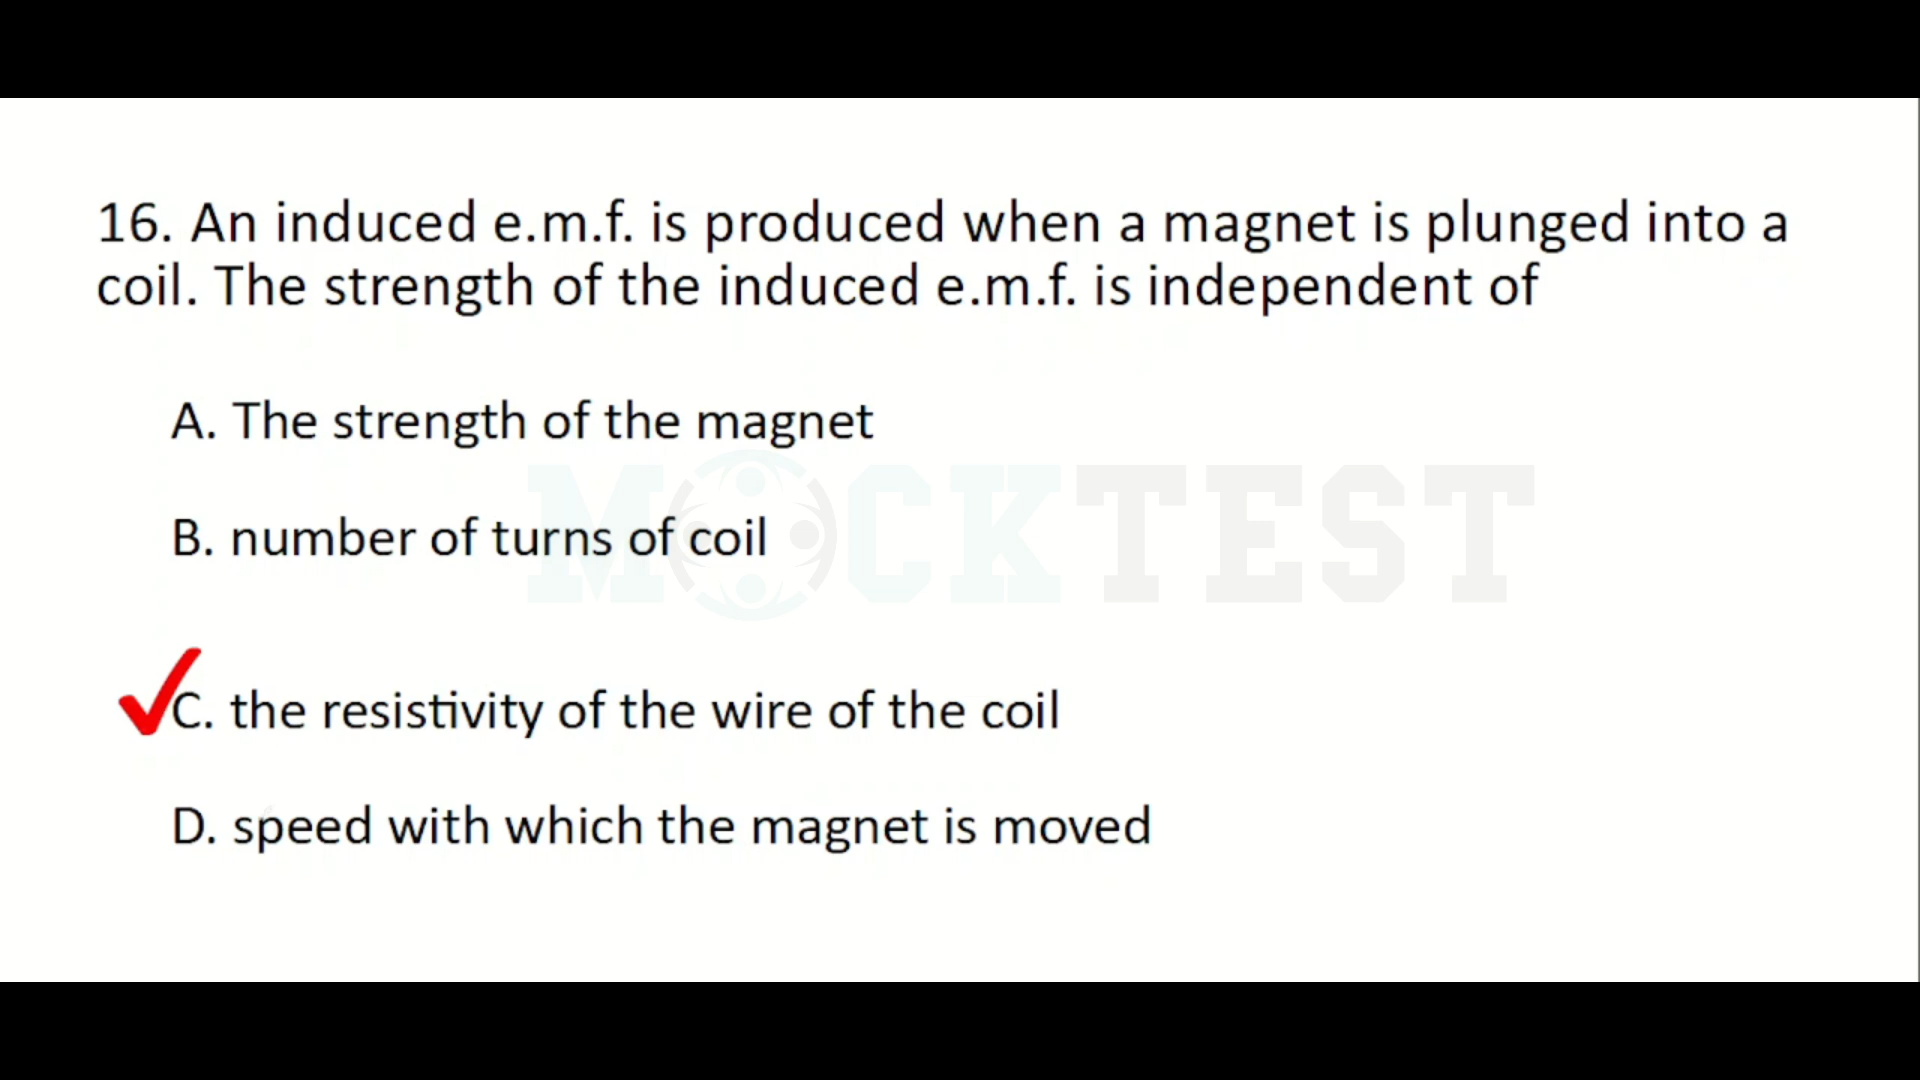 16. An induced e.m.f. is produced when a magnet is plunged into a
coil. The strength of the induced e.m.f. is independent of
A. The strength of the magnet
B. number of turns of coil
MOCKTEST
C. the resistivity of the wire of the coil
D. speed with which the magnet is moved